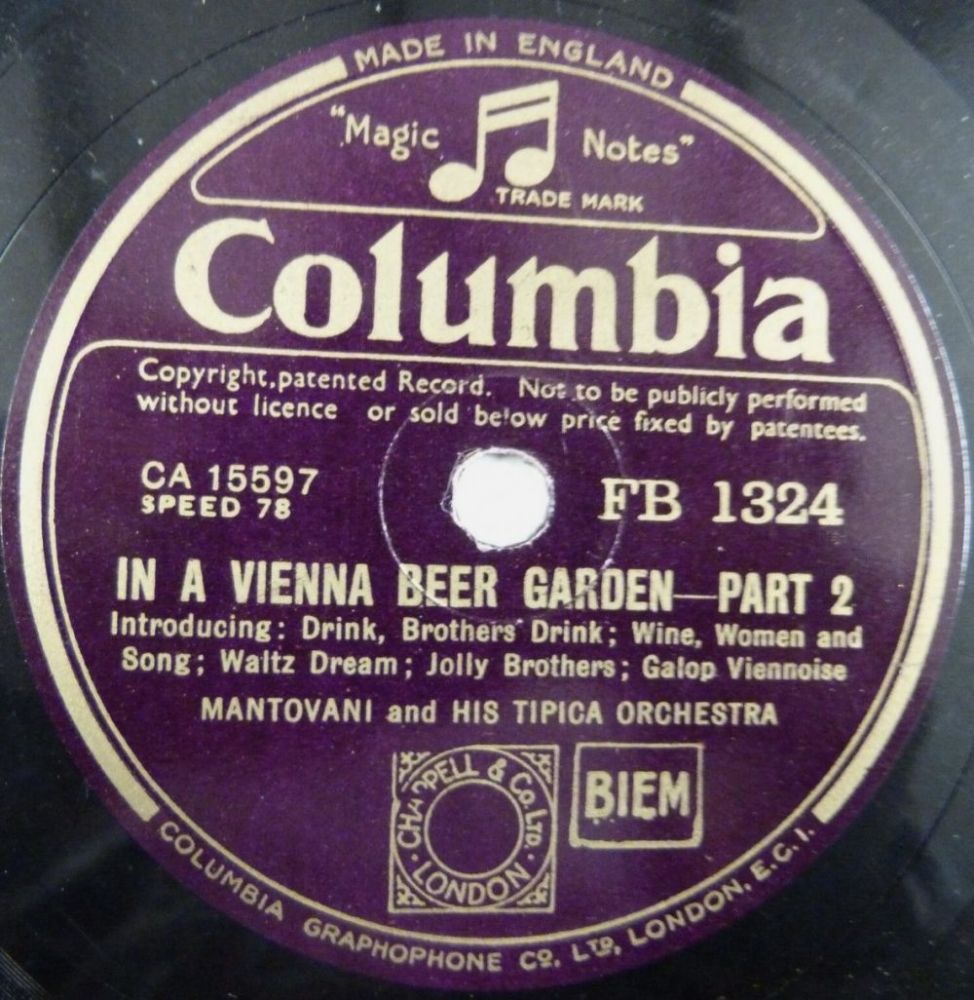 MADE IN ENGLAND
"Magic Notes"
TRADE MARK
Columbia
Copyright, patented Record. Not to be publicly performed
without licence or sold below price fixed by patentees.
CA 15597
SPEED 78
FB 1324
IN A VIENNA BEER GARDEN—PART 2
Introducing: Drink, Brothers Drink; Wine, Women and
Song; Waltz Dream; Jolly Brothers; Galop Viennoise
MANTOVANI and HIS TIPICA ORCHESTRA
CHAPPELL & CO. LTD.
LONDON
BIEM
COLUMBIA GRAPHOPHONE CO. LTD, LONDON, E.C.1.